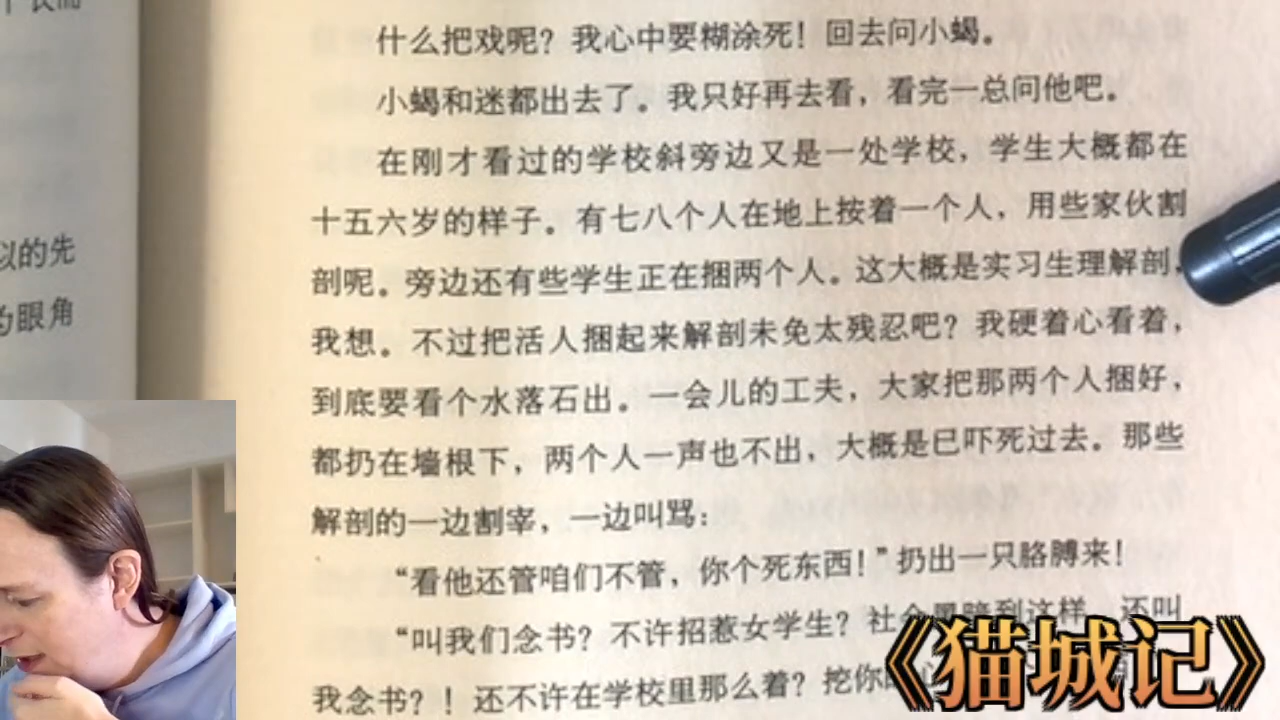 个长而
以的先
眼角
什么把戏呢？我心中要糊涂死！回去问小蝎。
小蝎和迷都出去了。我只好再去看，看完一总问他吧。
在刚才看过的学校斜旁边又是一处学校，学生大概都在
十五六岁的样子。有七八个人在地上按着一个人，用些家伙割
剖呢。旁边还有些学生正在捆两个人。这大概是实习生理解剖，
我想。不过把活人捆起来解剖未免太残忍吧？我硬着心看着，
到底要看个水落石出。一会儿的工夫，大家把那两个人捆好，
都扔在墙根下，两个人一声也不出，大概是已吓死过去。那些
解剖的一边割宰，一边叫骂：
“看他还管咱们不管，你个死东西！”扔出一只胳膊来！
“叫我们念书？不许招惹女学生？社会黑暗到这样，还叫
我念书？！还不许在学校里那么着？挖你的心
《猫城记》